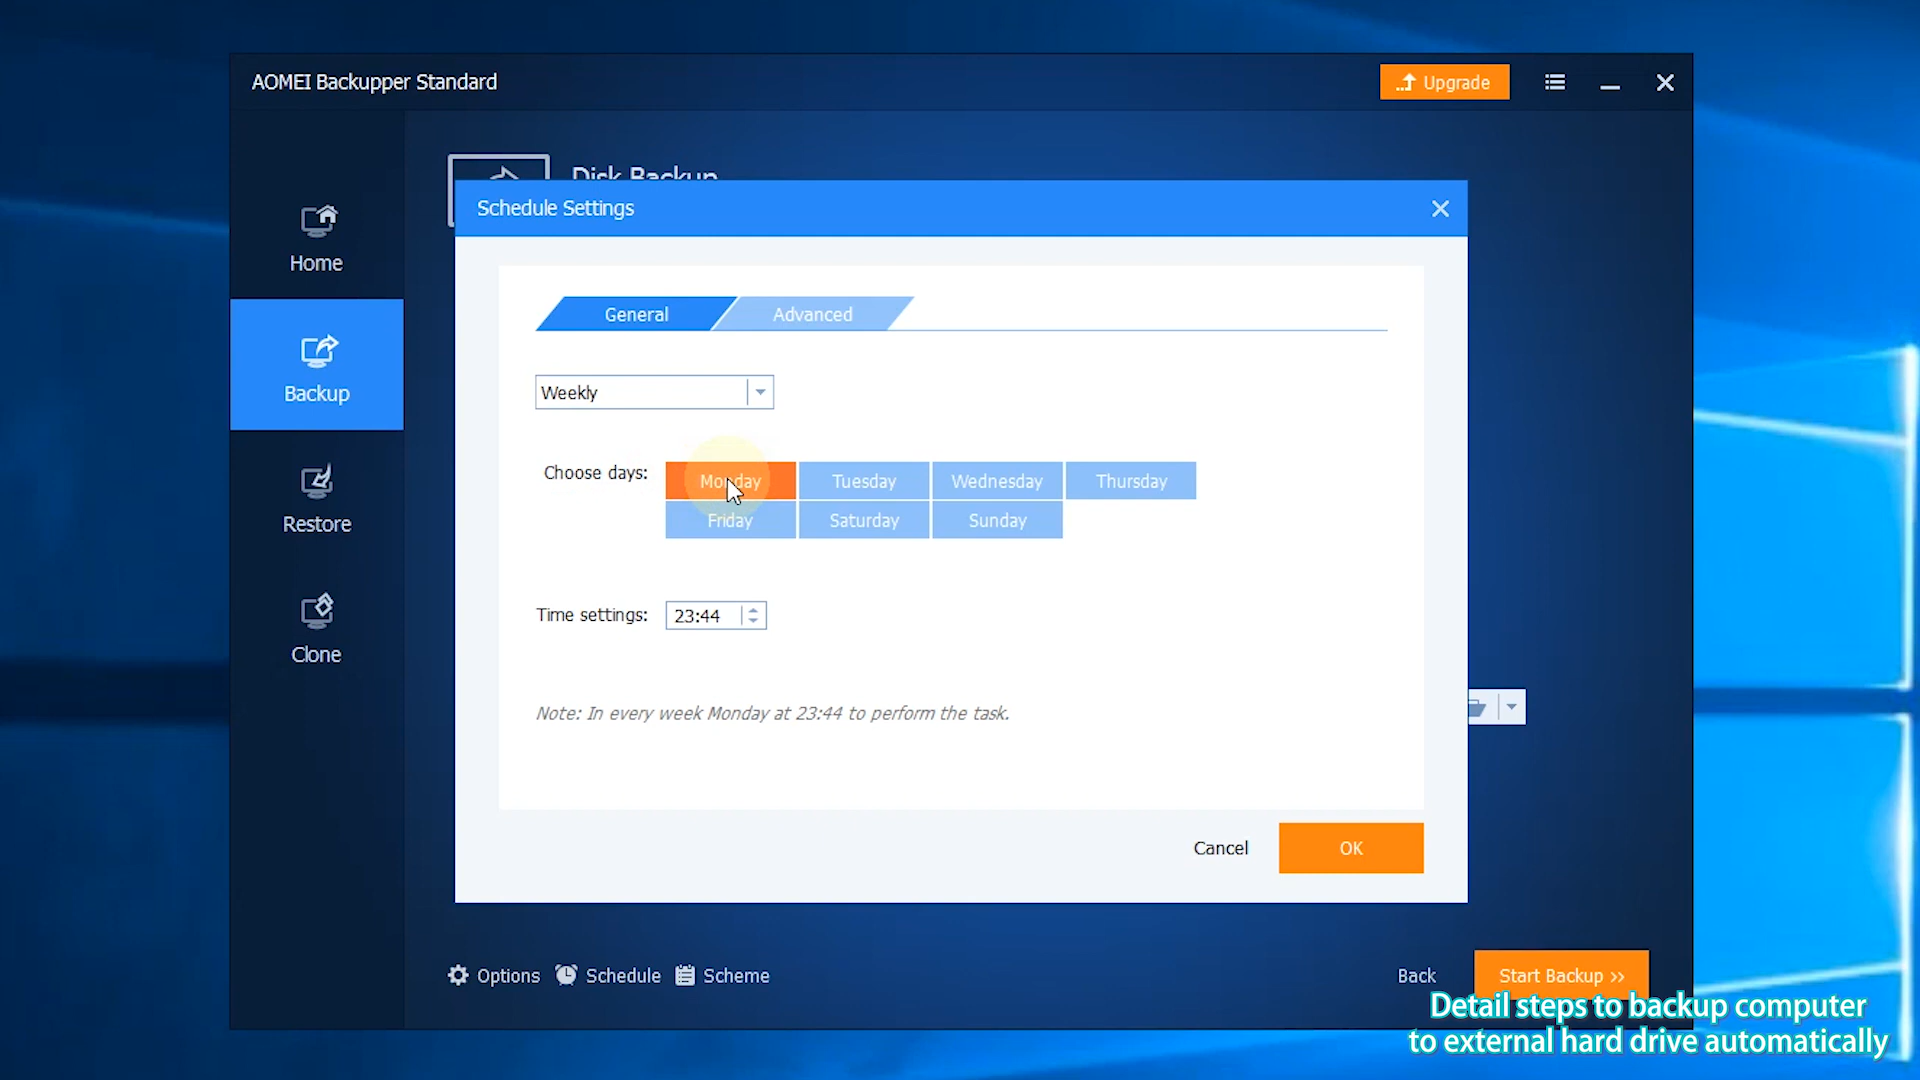 AOMEI Backupper Standard
Upgrade
Disk Backup
Schedule Settings
Home
General
Advanced
Backup
Weekly
Choose days:
Monday
Tuesday
Wednesday
Thursday
Friday
Saturday
Sunday
Restore
Time settings:
23:44
Clone
Note: In every week Monday at 23:44 to perform the task.
Cancel
OK
Options
Schedule
Scheme
Back
Start Backup >>
Detail steps to backup computer
to external hard drive automatically